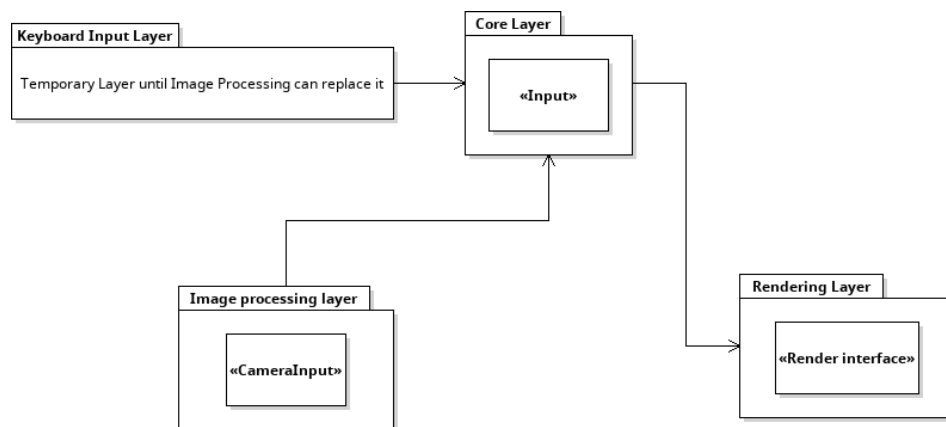 Keyboard Input Layer
Temporary Layer until Image Processing can replace it
Core Layer
«Input»
Image processing layer
«CameraInput»
Rendering Layer
«Render interface»